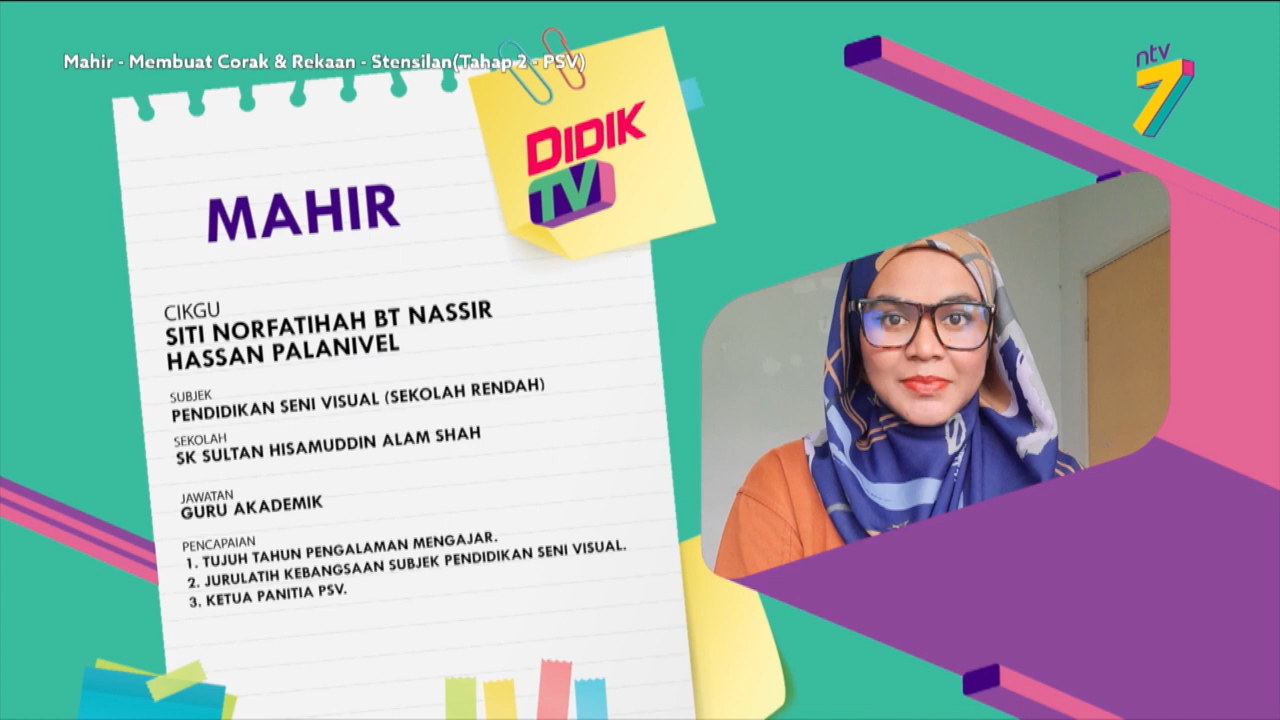 Mahir - Membuat Corak & Rekaan - Stensilan(Tahap 2 - PSV)
ntv
7
DIDIK
TV
MAHIR
CIKGU
SITI NORFATIHAH BT NASSIR
HASSAN PALANIVEL
SUBJEK
PENDIDIKAN SENI VISUAL (SEKOLAH RENDAH)
SEKOLAH
SK SULTAN HISAMUDDIN ALAM SHAH
JAWATAN
GURU AKADEMIK
PENCAPAIAN
1. TUJUH TAHUN PENGALAMAN MENGAJAR.
2. JURULATIH KEBANGSAAN SUBJEK PENDIDIKAN SENI VISUAL.
3. KETUA PANITIA PSV.